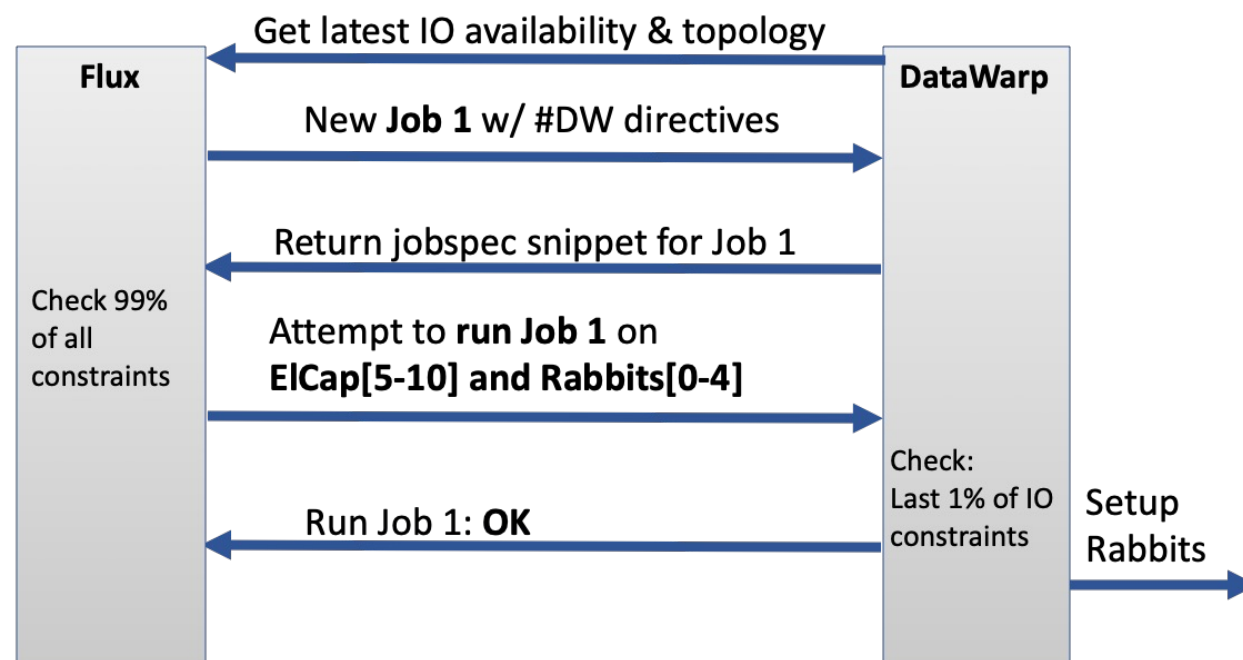 Get latest IO availability & topology
Flux
DataWarp
New Job 1 w/ #DW directives
Return jobspec snippet for Job 1
Check 99%
of all
constraints
Attempt to run Job 1 on
ElCap[5-10] and Rabbits[0-4]
Check:
Last 1% of IO
constraints
Run Job 1: OK
Setup
Rabbits